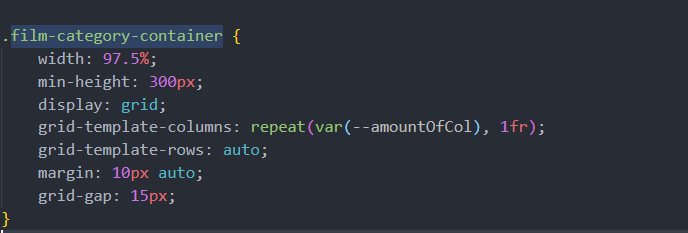 .film-category-container {
width: 97.5%;
min-height: 300px;
display: grid;
grid-template-columns: repeat(var(--amountOfCol), 1fr);
grid-template-rows: auto;
margin: 10px auto;
grid-gap: 15px;
}